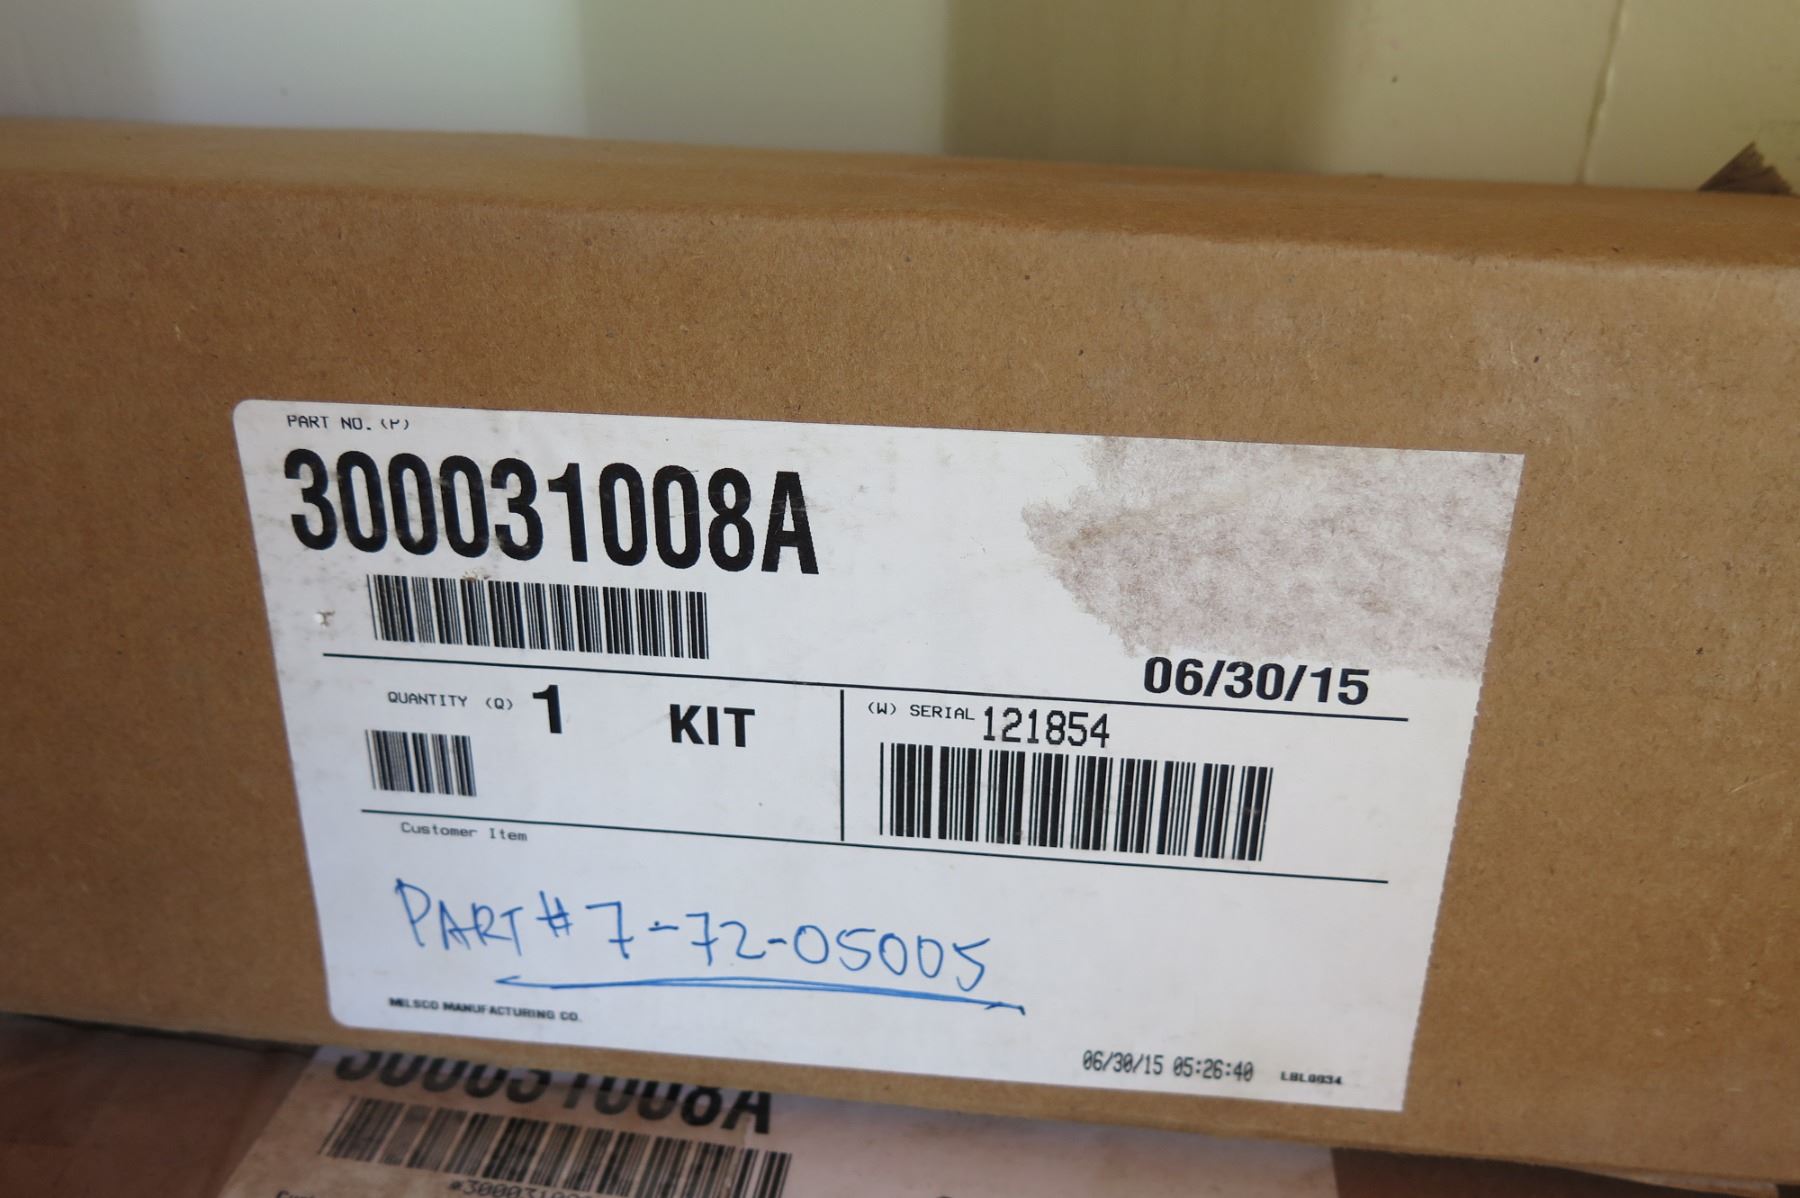 PART NO. (P)
300031008A
06/30/15
QUANTITY (Q) 1 KIT
(W) SERIAL 121854
Customer Item
PART # 7-72-05005
MELSCO MANUFACTURING CO.
06/30/15 05:26:40 LBL0034
300031008A